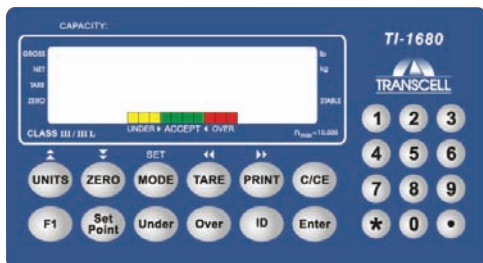 CAPACITY:
TI-1680
GROSS
NET
TARE
ZERO
lb
kg
STABLE
TRANSCELL
UNDER ACCEPT OVER
CLASS III / III L
nmax=10,000
SET
UNITS ZERO MODE TARE PRINT C/CE
F1 Set Point Under Over ID Enter
1 2 3
4 5 6
7 8 9
* 0 •